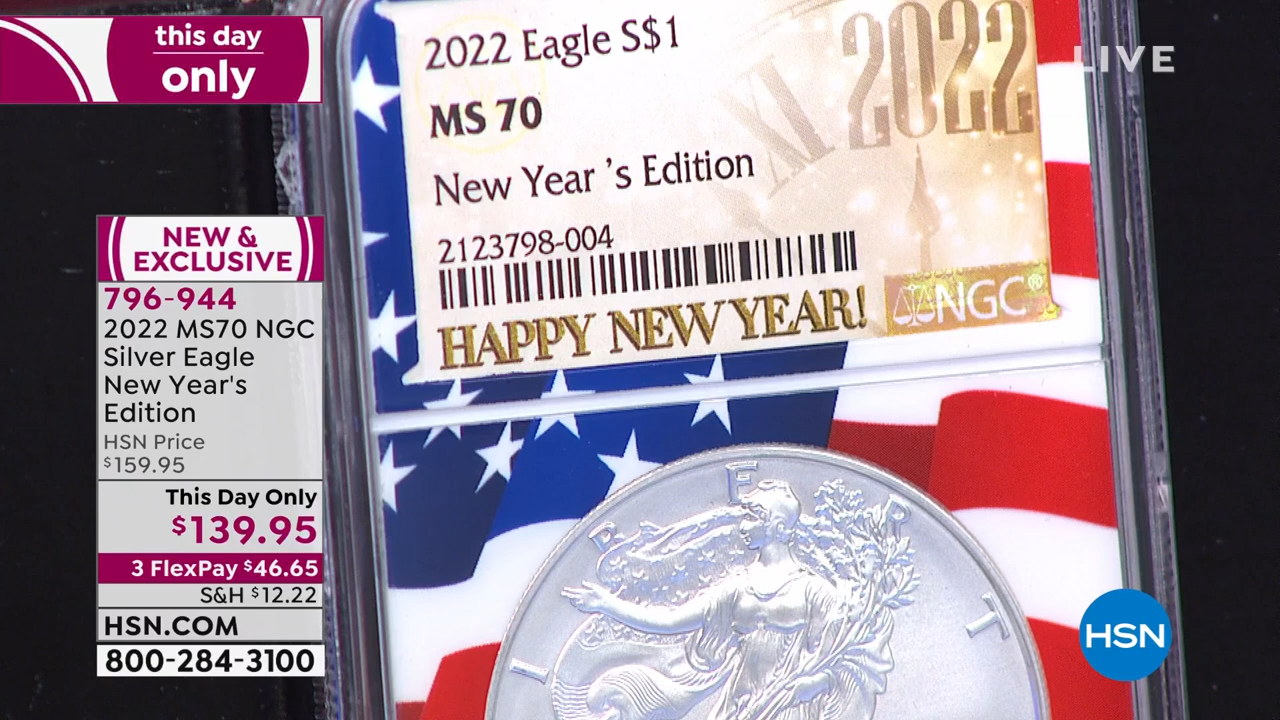 this day
only
LIVE
2022 Eagle S$1
MS 70
New Year 's Edition
2123798-004
HAPPY NEW YEAR!
XI
2022
NGC®
NEW &
EXCLUSIVE
796-944
2022 MS70 NGC
Silver Eagle
New Year's
Edition
HSN Price
$159.95
This Day Only
$139.95
3 FlexPay $46.65
S&H $12.22
HSN.COM
800-284-3100
L I B E R T
HSN